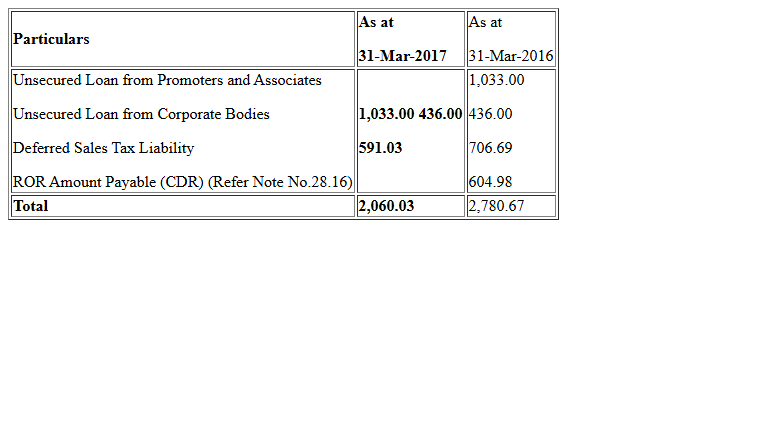 Particulars As at As at
31-Mar-2017 31-Mar-2016
Unsecured Loan from Promoters and Associates 1,033.00
Unsecured Loan from Corporate Bodies 1,033.00 436.00 436.00
Deferred Sales Tax Liability 591.03 706.69
ROR Amount Payable (CDR) (Refer Note No.28.16) 604.98
Total 2,060.03 2,780.67